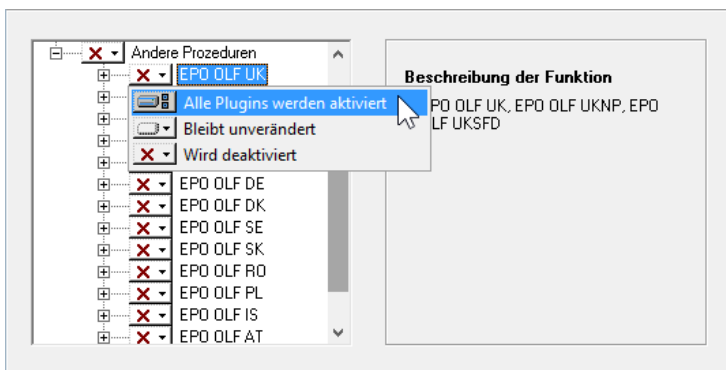 Andere Prozeduren
EPO OLF UK
Alle Plugins werden aktiviert
Bleibt unverändert
Wird deaktiviert
EPO OLF DE
EPO OLF DK
EPO OLF SE
EPO OLF SK
EPO OLF RO
EPO OLF PL
EPO OLF IS
EPO OLF AT
Beschreibung der Funktion
PO OLF UK, EPO OLF UKNP, EPO
LF UKSFD